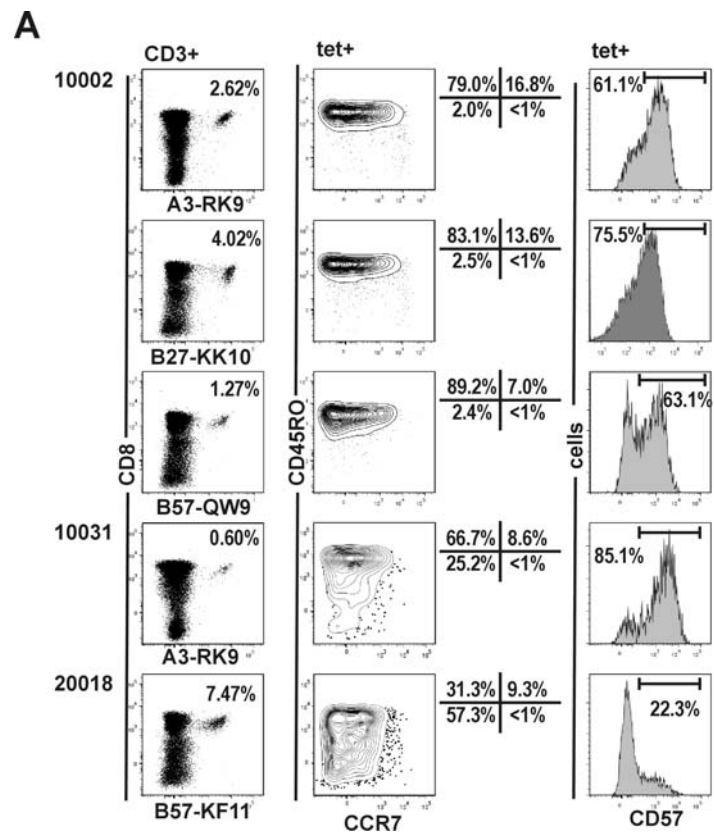 A
CD3+ tet+ tet+
10002
2.62%
79.0% 16.8%
2.0% <1%
61.1%
A3-RK9
4.02%
83.1% 13.6%
2.5% <1%
75.5%
B27-KK10
1.27%
89.2% 7.0%
2.4% <1%
63.1%
CD8
CD45RO
cells
B57-QW9
10031
0.60%
66.7% 8.6%
25.2% <1%
85.1%
A3-RK9
20018
7.47%
31.3% 9.3%
57.3% <1%
22.3%
B57-KF11
CCR7
CD57